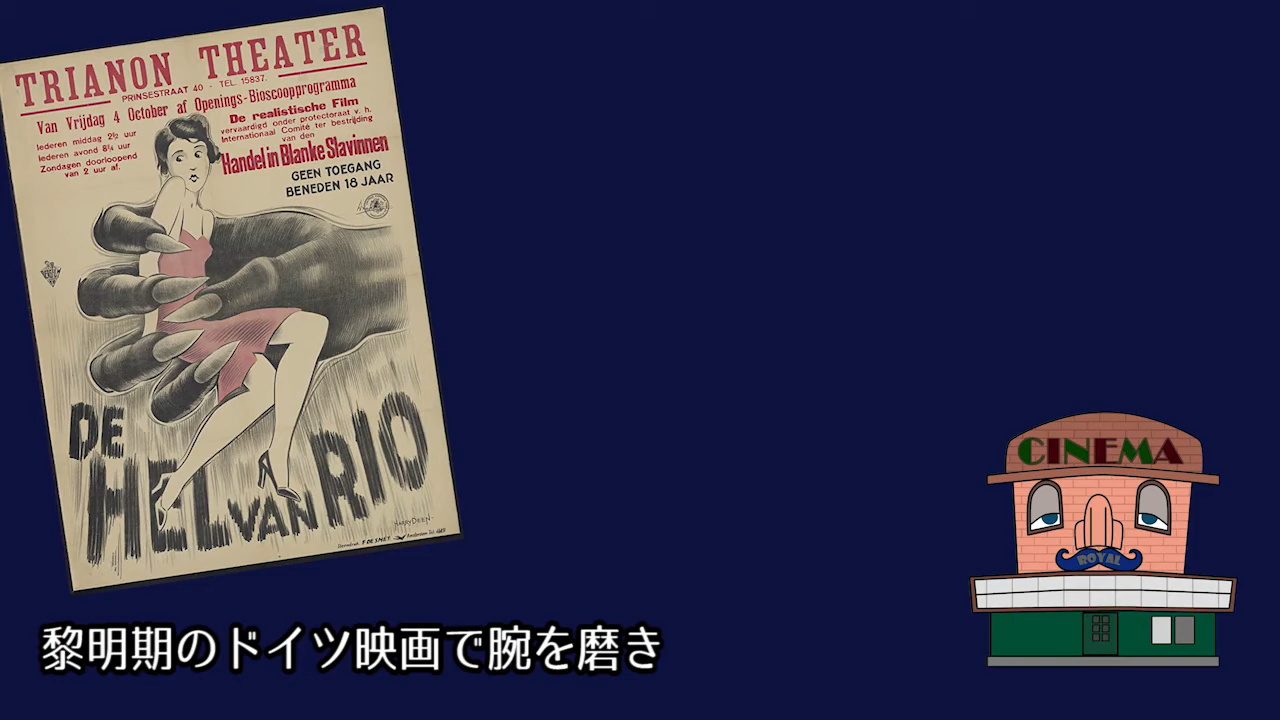 TRIANON THEATER
PRINSESTRAAT 40 - TEL. 15837.
Van Vrijdag 4 October af Openings-Bioscoopprogramma
Iederen middag 2½ uur
Iederen avond 8¼ uur
Zondagen doorloopend
van 2 uur af.
De realistische Film
vervaardigd onder protectoraat v. h.
Internationaal Comité ter bestrijding
van den
Handel in Blanke Slavinnen
GEEN TOEGANG
BENEDEN 18 JAAR
DE
HEL VAN RIO
HARRY DEEN
CINEMA
ROYAL
黎明期のドイツ映画で腕を磨き